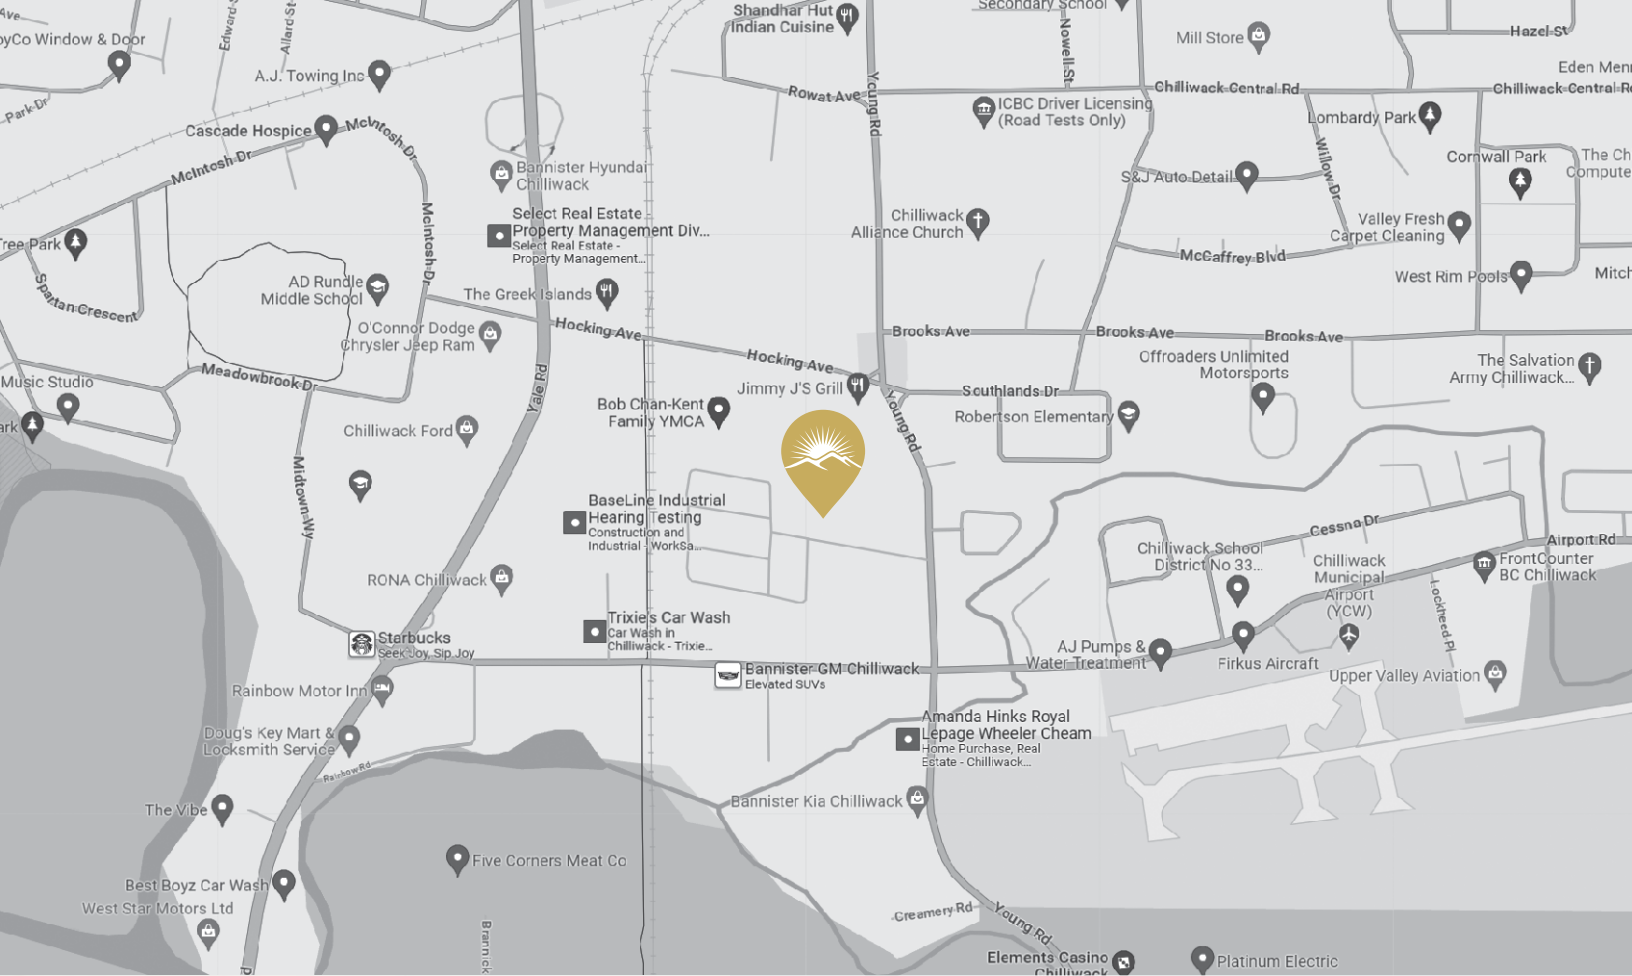 Ave
Edward S
Allard St
Shandhar Hut
Indian Cuisine
Secondary School
Nowell St
Mill Store
Hazel St
oyCo Window & Door
A.J. Towing Inc
Eden Men
Park Dr
Rowat Ave
Young Rd
Chilliwack Central Rd
Chilliwack Central Rd
ICBC Driver Licensing
(Road Tests Only)
Lombardy Park
Cascade Hospice
McIntosh Dr
McIntosh Dr
Willow Dr
Cornwall Park
The Ch
Compute
Bannister Hyundai
Chilliwack
S&J Auto Detail
Select Real Estate -
Property Management Div...
Select Real Estate -
Property Management...
McIntosh Dr
Chilliwack
Alliance Church
Valley Fresh
Carpet Cleaning
Tree Park
McCaffrey Blvd
West Rim Pools
Mitch
Spartan Crescent
AD Rundle
Middle School
The Greek Islands
O'Connor Dodge
Chrysler Jeep Ram
Hocking Ave
Brooks Ave
Brooks Ave
Brooks Ave
Hocking Ave
Offroaders Unlimited
Motorsports
The Salvation
Army Chilliwack...
Music Studio
Meadowbrook Dr
Yale Rd
Jimmy J'S Grill
Southlands Dr
Bob Chan-Kent
Family YMCA
Young Rd
Robertson Elementary
ark
Chilliwack Ford
Midtown Way
BaseLine Industrial
Hearing Testing
Construction and
Industrial - WorkSa...
Cessna Dr
Airport Rd
Chilliwack School
District No 33...
Chilliwack
Municipal
Airport
(YCW)
FrontCounter
BC Chilliwack
RONA Chilliwack
Lockheed Pl
Trixie's Car Wash
Car Wash in
Chilliwack - Trixie...
Starbucks
Seek Joy, Sip Joy
AJ Pumps &
Water Treatment
Firkus Aircraft
Bannister GM Chilliwack
Elevated SUVs
Upper Valley Aviation
Rainbow Motor Inn
Amanda Hinks Royal
Lepage Wheeler Cheam
Home Purchase, Real
Estate - Chilliwack...
Doug's Key Mart &
Locksmith Service
Rainbow Rd
The Vibe
Bannister Kia Chilliwack
Five Corners Meat Co
Best Boyz Car Wash
West Star Motors Ltd
Creamery Rd
Young Rd
Brannick
Elements Casino
Chilliwack
Platinum Electric